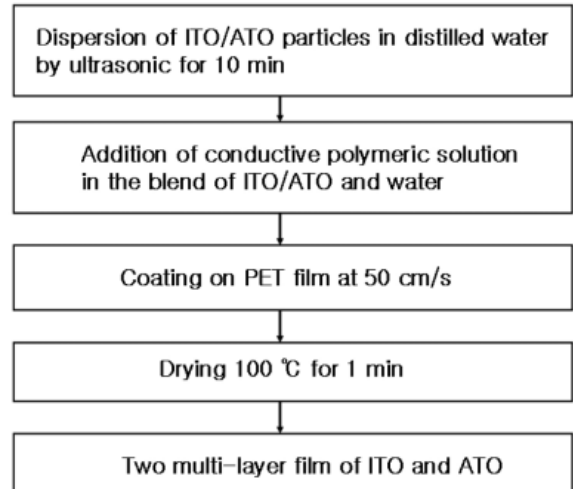 Dispersion of ITO/ATO particles in distilled water
by ultrasonic for 10 min
Addition of conductive polymeric solution
in the blend of ITO/ATO and water
Coating on PET film at 50 cm/s
Drying 100 ℃ for 1 min
Two multi-layer film of ITO and ATO